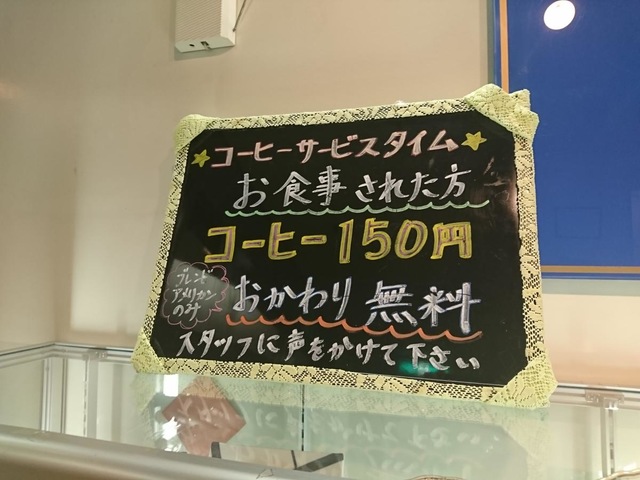 コーヒーサービスタイム
お食事された方
コーヒー150円
ブレンド
アメリカン
のみ
おかわり無料
スタッフに声をかけて下さい